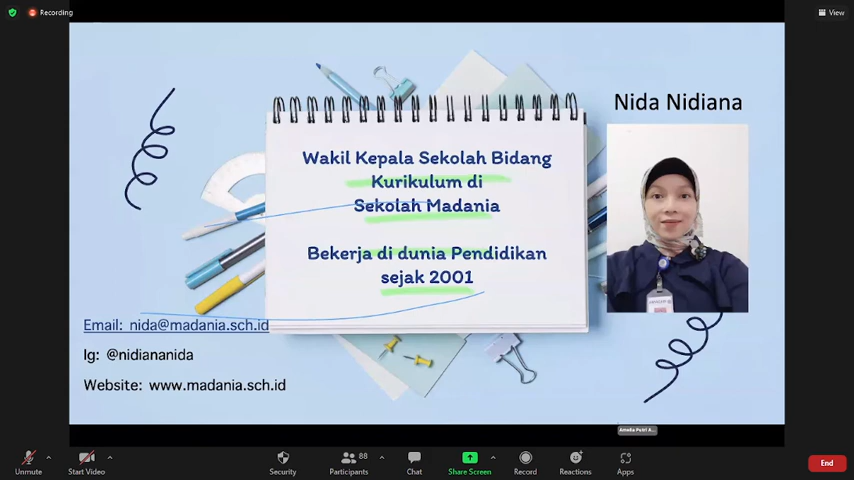 Recording
View
Nida Nidiana
Wakil Kepala Sekolah Bidang
Kurikulum di
Sekolah Madania
Bekerja di dunia Pendidikan
sejak 2001
Email: nida@madania.sch.id
Ig: @nidiananida
Website: www.madania.sch.id
Amelia Putri A...
Unmute
Start Video
Security
Participants
88
Chat
Share Screen
Record
Reactions
Apps
End